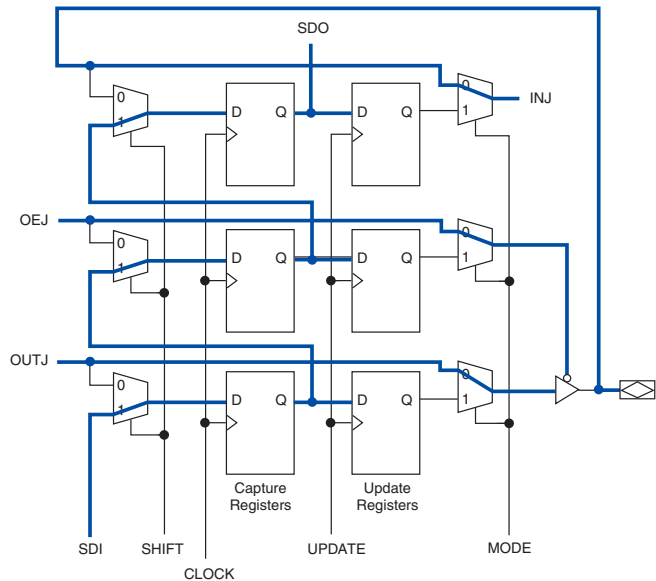 SDO
0
1
D Q
D Q
0
1
INJ
OEJ
0
1
D Q
D Q
0
1
OUTJ
0
1
D Q
D Q
0
1
Capture
Registers
Update
Registers
SDI
SHIFT
CLOCK
UPDATE
MODE